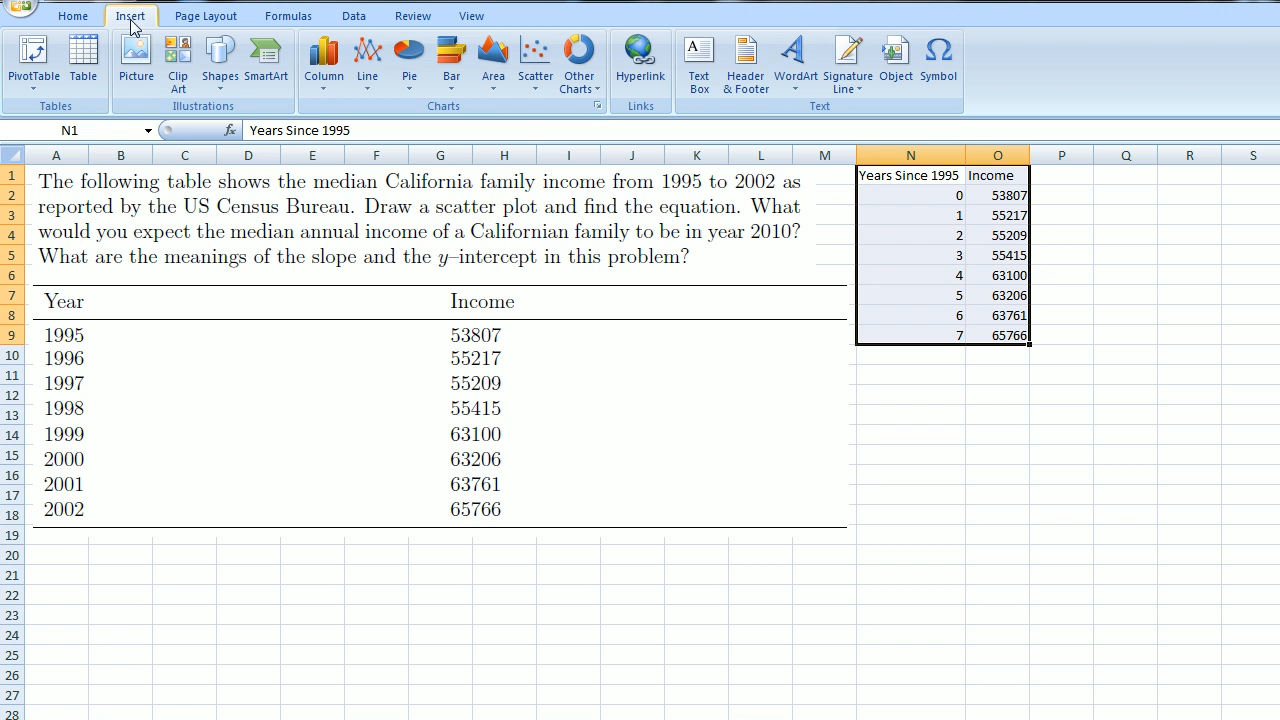 Home Insert Page Layout Formulas Data Review View
PivotTable Table Picture Clip Art Shapes SmartArt Column Line Pie Bar Area Scatter Other Charts Hyperlink Text Box Header & Footer WordArt Signature Line Object Symbol
Tables Illustrations Charts Links Text
N1 fx Years Since 1995
A B C D E F G H I J K L M N O P Q R S
1 Years Since 1995 Income
2 0 53807
3 1 55217
4 2 55209
5 3 55415
6 4 63100
7 5 63206
8 6 63761
9 7 65766
10
11
12
13
14
15
16
17
18
19
20
21
22
23
24
25
26
27
28
The following table shows the median California family income from 1995 to 2002 as
reported by the US Census Bureau. Draw a scatter plot and find the equation. What
would you expect the median annual income of a Californian family to be in year 2010?
What are the meanings of the slope and the y–intercept in this problem?
Year Income
1995 53807
1996 55217
1997 55209
1998 55415
1999 63100
2000 63206
2001 63761
2002 65766